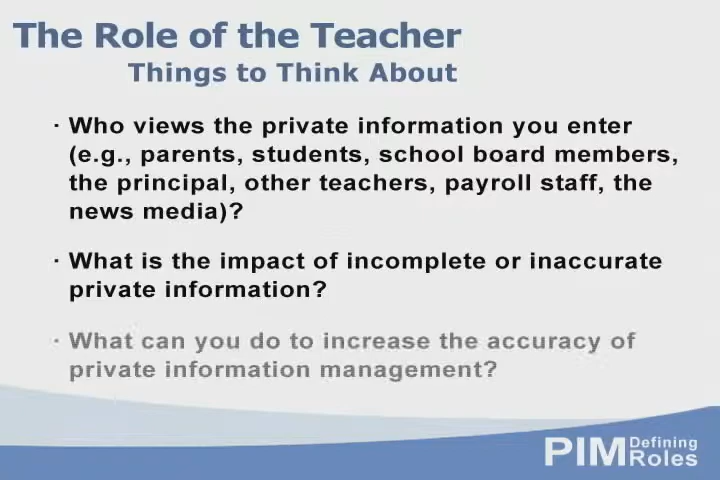 The Role of the Teacher
Things to Think About
· Who views the private information you enter
(e.g., parents, students, school board members,
the principal, other teachers, payroll staff, the
news media)?
· What is the impact of incomplete or inaccurate
private information?
· What can you do to increase the accuracy of
private information management?
PIM Defining
Roles